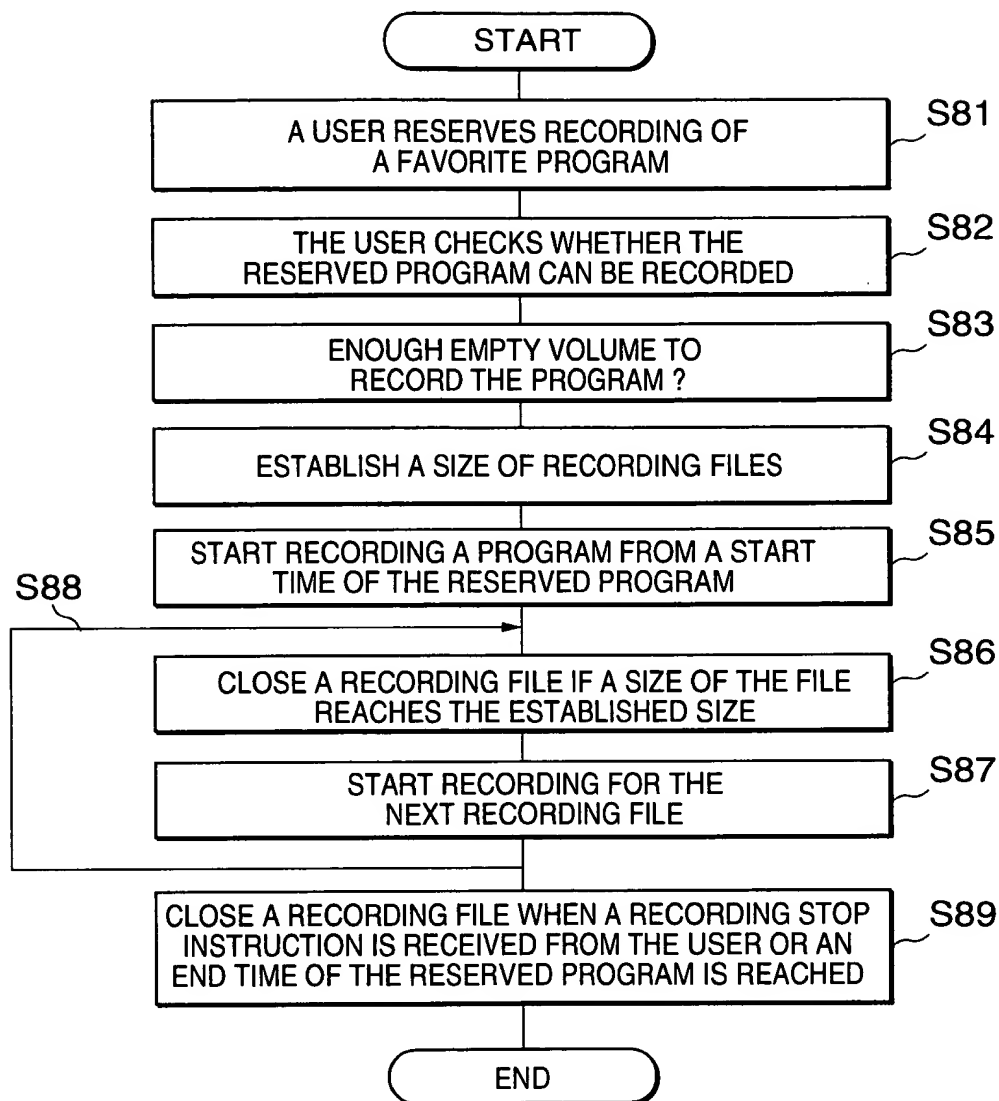 START
S81
A USER RESERVES RECORDING OF
A FAVORITE PROGRAM
S82
THE USER CHECKS WHETHER THE
RESERVED PROGRAM CAN BE RECORDED
S83
ENOUGH EMPTY VOLUME TO
RECORD THE PROGRAM ?
S84
ESTABLISH A SIZE OF RECORDING FILES
S85
START RECORDING A PROGRAM FROM A START
TIME OF THE RESERVED PROGRAM
S88
S86
CLOSE A RECORDING FILE IF A SIZE OF THE FILE
REACHES THE ESTABLISHED SIZE
S87
START RECORDING FOR THE
NEXT RECORDING FILE
S89
CLOSE A RECORDING FILE WHEN A RECORDING STOP
INSTRUCTION IS RECEIVED FROM THE USER OR AN
END TIME OF THE RESERVED PROGRAM IS REACHED
END